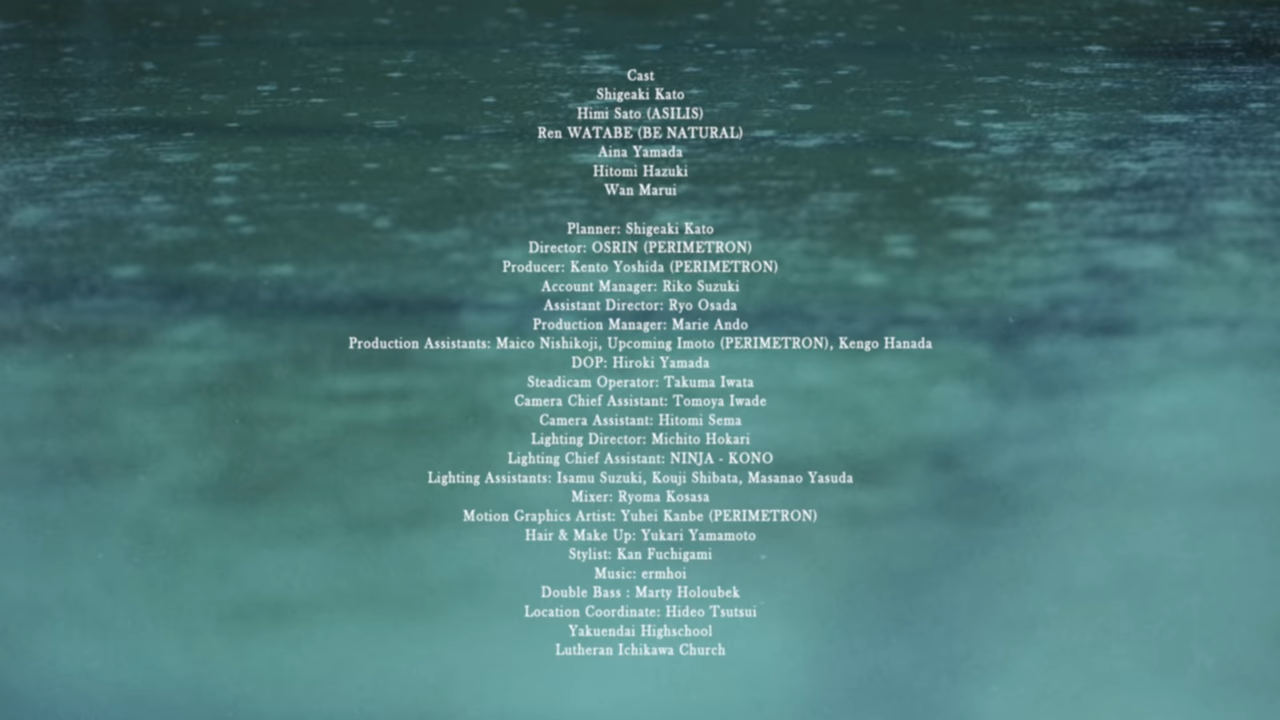 Cast
Shigeaki Kato
Himi Sato (ASILIS)
Ren WATABE (BE NATURAL)
Aina Yamada
Hitomi Hazuki
Wan Marui
Planner: Shigeaki Kato
Director: OSRIN (PERIMETRON)
Producer: Kento Yoshida (PERIMETRON)
Account Manager: Riko Suzuki
Assistant Director: Ryo Osada
Production Manager: Marie Ando
Production Assistants: Maico Nishikoji, Upcoming Imoto (PERIMETRON), Kengo Hanada
DOP: Hiroki Yamada
Steadicam Operator: Takuma Iwata
Camera Chief Assistant: Tomoya Iwade
Camera Assistant: Hitomi Sema
Lighting Director: Michito Hokari
Lighting Chief Assistant: NINJA - KONO
Lighting Assistants: Isamu Suzuki, Kouji Shibata, Masanao Yasuda
Mixer: Ryoma Kosasa
Motion Graphics Artist: Yuhei Kanbe (PERIMETRON)
Hair & Make Up: Yukari Yamamoto
Stylist: Kan Fuchigami
Music: ermhoi
Double Bass : Marty Holoubek
Location Coordinate: Hideo Tsutsui
Yakuendai Highschool
Lutheran Ichikawa Church